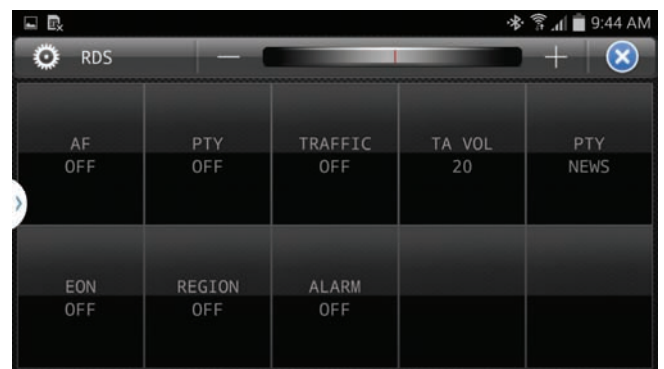 9:44 AM
RDS
AF PTY TRAFFIC TA VOL PTY
OFF OFF OFF 20 NEWS
EON REGION ALARM
OFF OFF OFF